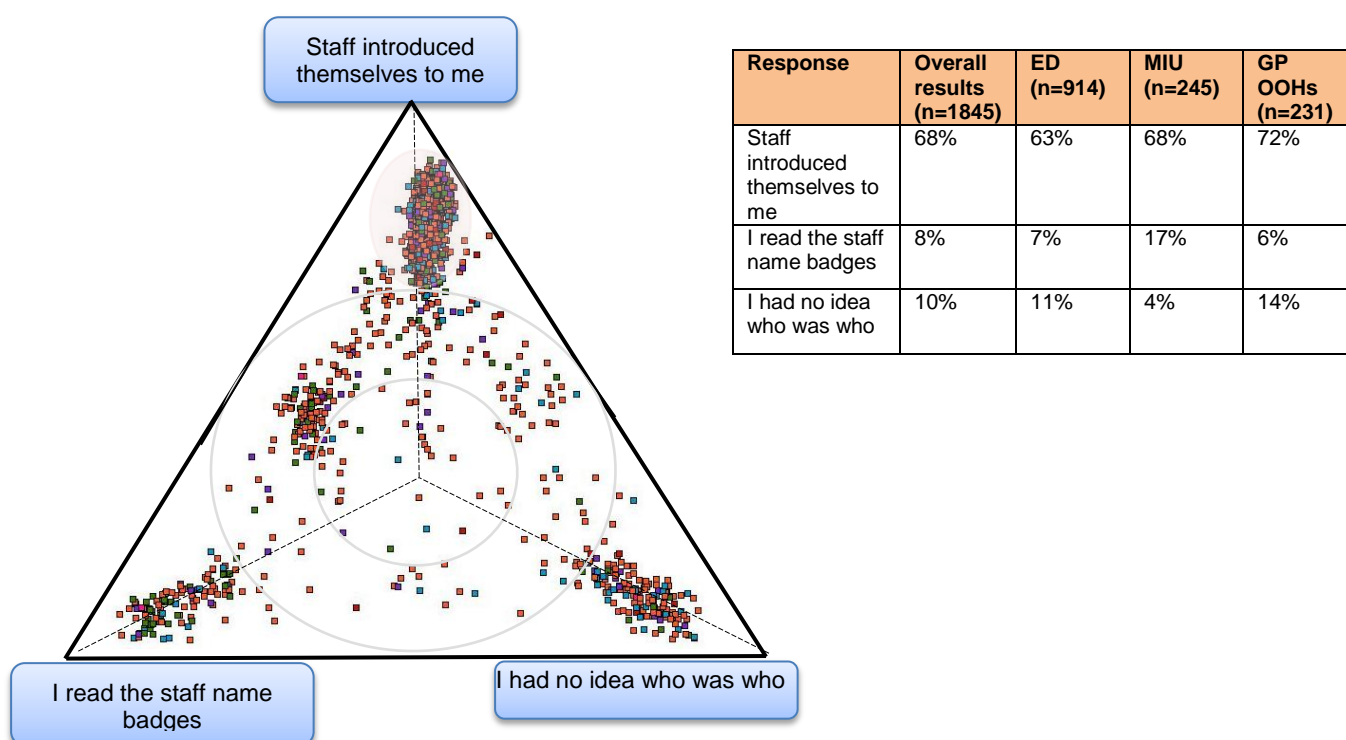 Staff introduced
themselves to me
I read the staff name
badges
I had no idea who was who
Response
Overall
results
(n=1845)
ED
(n=914)
MIU
(n=245)
GP
OOHs
(n=231)
Staff
introduced
themselves to
me
68%
63%
68%
72%
I read the staff
name badges
8%
7%
17%
6%
I had no idea
who was who
10%
11%
4%
14%